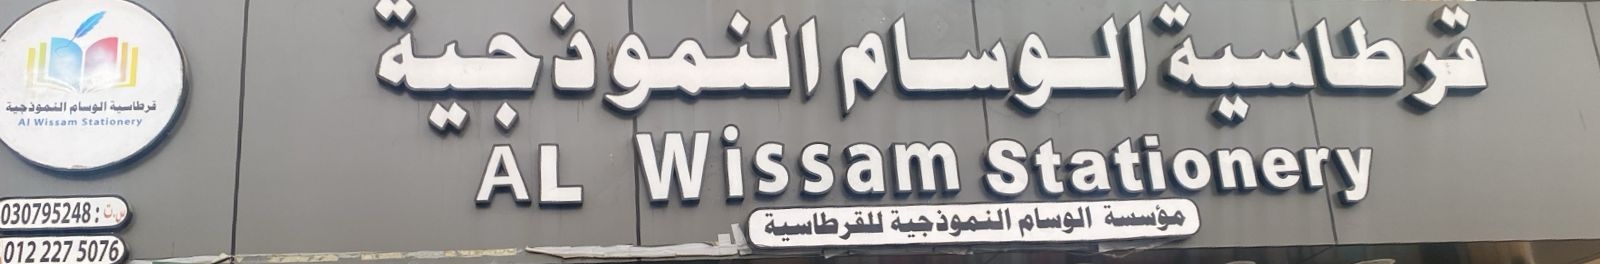 قرطاسية الوسام النموذجية
AL Wissam Stationery
مؤسسة الوسام النموذجية للقرطاسية
قرطاسية الوسام النموذجية
Al Wissam Stationery
030795248 : س.ت
012 227 5076